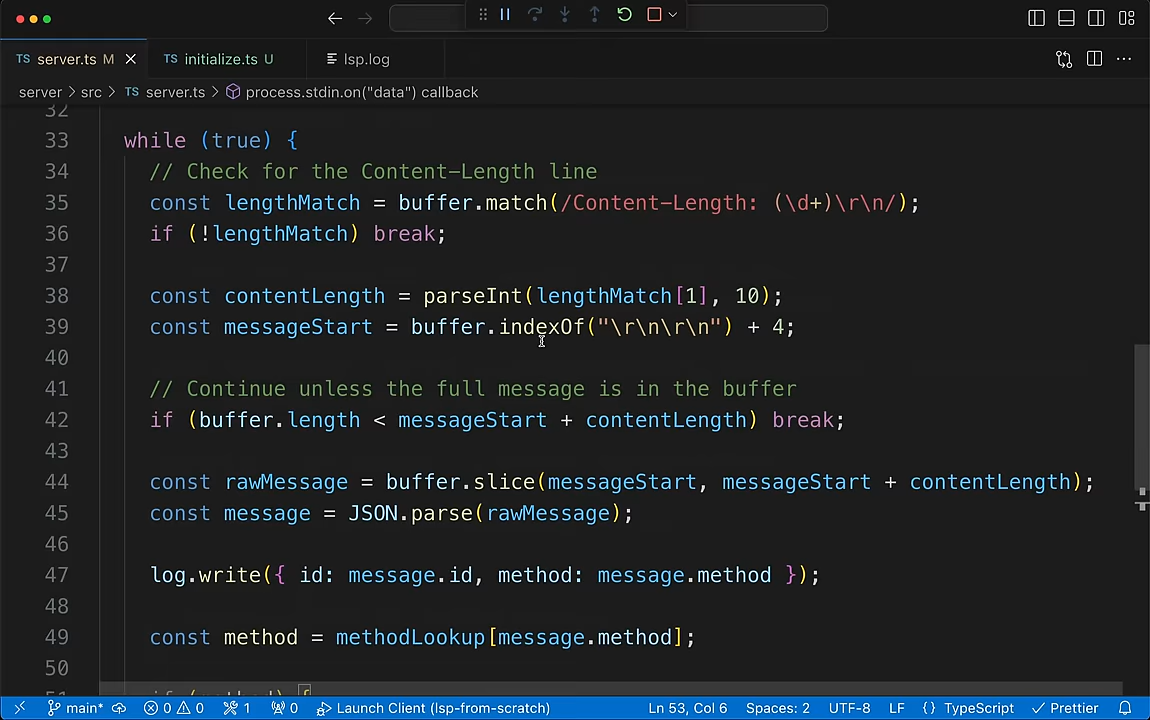 TS server.ts M TS initialize.ts U lsp.log
server > src > TS server.ts > process.stdin.on("data") callback
32
33 while (true) {
34 // Check for the Content-Length line
35 const lengthMatch = buffer.match(/Content-Length: (\d+)\r\n/);
36 if (!lengthMatch) break;
37
38 const contentLength = parseInt(lengthMatch[1], 10);
39 const messageStart = buffer.indexOf("\r\n\r\n") + 4;
40
41 // Continue unless the full message is in the buffer
42 if (buffer.length < messageStart + contentLength) break;
43
44 const rawMessage = buffer.slice(messageStart, messageStart + contentLength);
45 const message = JSON.parse(rawMessage);
46
47 log.write({ id: message.id, method: message.method });
48
49 const method = methodLookup[message.method];
50
51 if (method) {
main* 0 0 1 0 Launch Client (lsp-from-scratch) Ln 53, Col 6 Spaces: 2 UTF-8 LF {} TypeScript Prettier